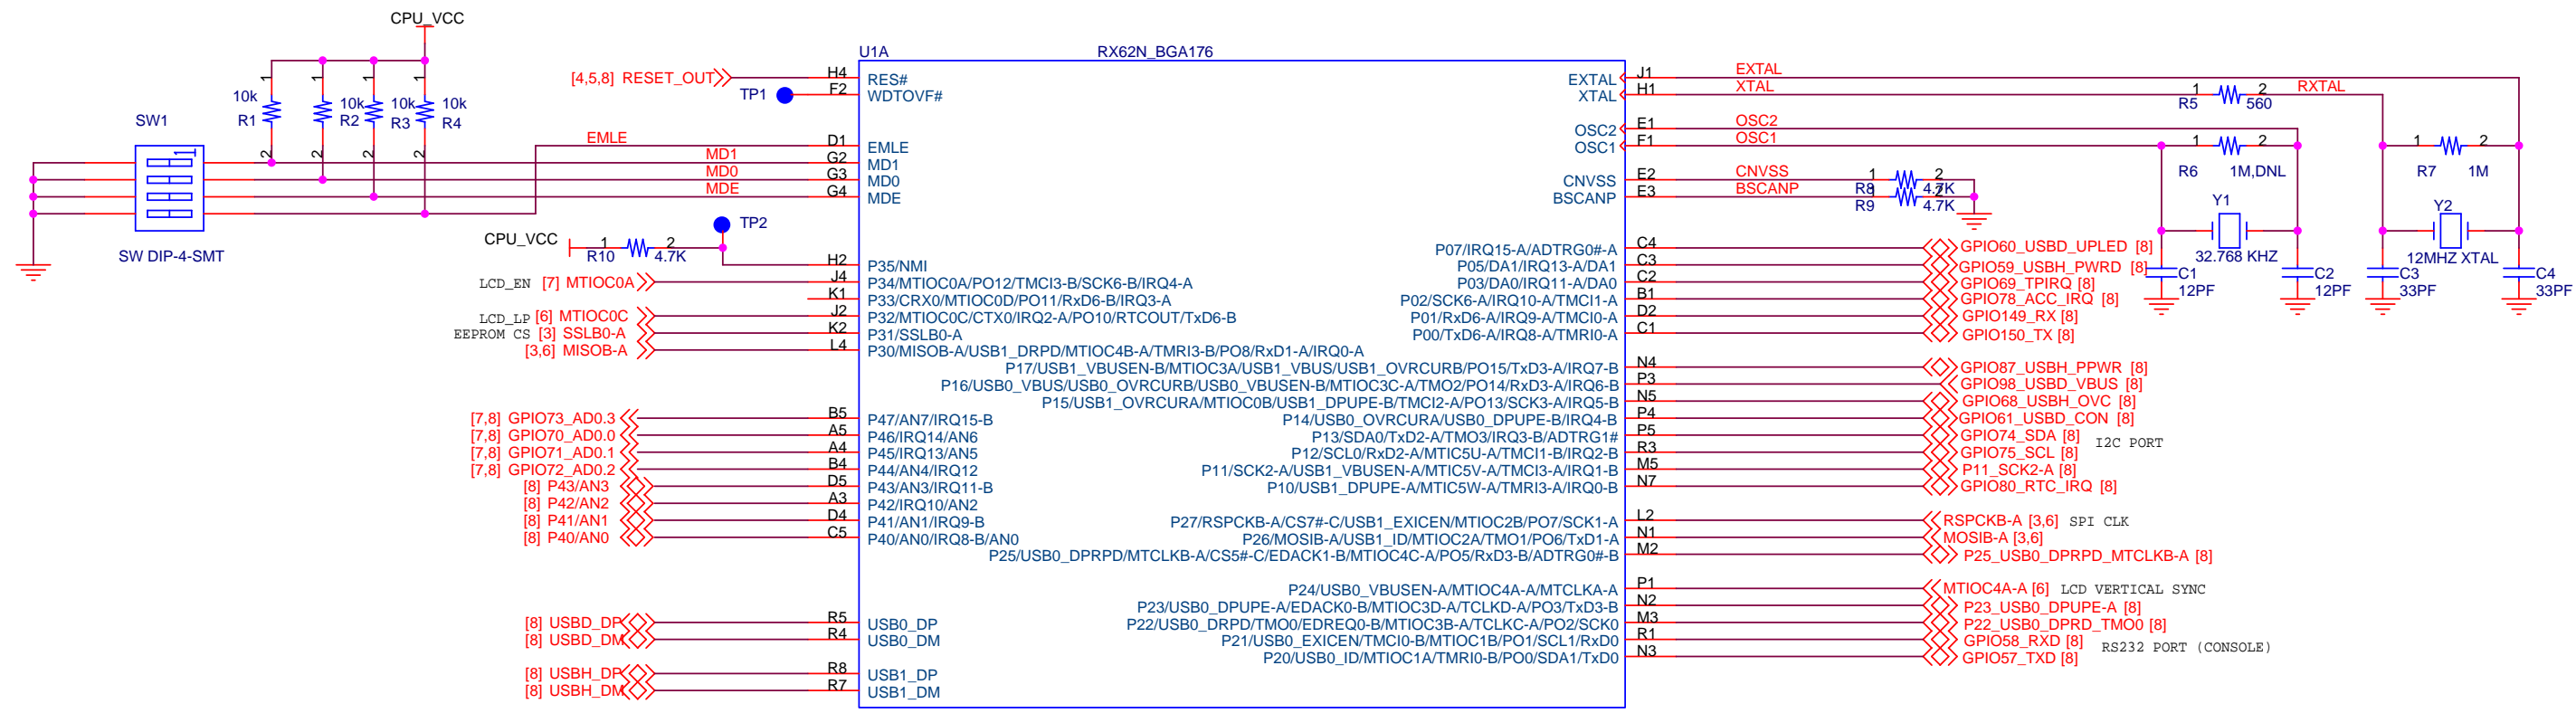 CPU_VCC
U1A
RX62N_BGA176
[4,5,8] RESET_OUT
H4
RES#
TP1
F2
WDTOVF#
EXTAL
J1
EXTAL
XTAL
H1
XTAL
R5
1
2
560
RXTAL
OSC2
E1
OSC2
OSC1
F1
OSC1
1
1
1
1
10k
10k
10k
10k
R1
R2
R3
R4
2
2
2
2
SW1
1
SW DIP-4-SMT
EMLE
D1
EMLE
MD1
G2
MD1
MD0
G3
MD0
MDE
G4
MDE
R6
1
2
1M,DNL
R7
1
2
1M
CNVSS
E2
CNVSS
1
R8
2
4.7K
BSCANP
E3
BSCANP
R9
2
4.7K
Y1
32.768 KHZ
Y2
12MHZ XTAL
C1
12PF
C2
12PF
C3
33PF
C4
33PF
TP2
CPU_VCC
1
R10
2
4.7K
H2
P35/NMI
LCD_EN [7] MTIOC0A
J4
P34/MTIOC0A/PO12/TMCI3-B/SCK6-B/IRQ4-A
K1
P33/CRX0/MTIOC0D/PO11/RxD6-B/IRQ3-A
LCD_LP [6] MTIOC0C
J2
P32/MTIOC0C/CTX0/IRQ2-A/PO10/RTCOUT/TxD6-B
EEPROM CS [3] SSLB0-A
K2
P31/SSLB0-A
[3,6] MISOB-A
L4
P30/MISOB-A/USB1_DRPD/MTIOC4B-A/TMRI3-B/PO8/RxD1-A/IRQ0-A
[7,8] GPIO73_AD0.3
B5
P47/AN7/IRQ15-B
[7,8] GPIO70_AD0.0
A5
P46/IRQ14/AN6
[7,8] GPIO71_AD0.1
A4
P45/IRQ13/AN5
[7,8] GPIO72_AD0.2
B4
P44/AN4/IRQ12
[8] P43/AN3
D5
P43/AN3/IRQ11-B
[8] P42/AN2
A3
P42/IRQ10/AN2
[8] P41/AN1
D4
P41/AN1/IRQ9-B
[8] P40/AN0
C5
P40/AN0/IRQ8-B/AN0
[8] USBD_DP
R5
USB0_DP
[8] USBD_DM
R4
USB0_DM
[8] USBH_DP
R8
USB1_DP
[8] USBH_DM
R7
USB1_DM
P07/IRQ15-A/ADTRG0#-A
C4
GPIO60_USBD_UPLED [8]
P05/DA1/IRQ13-A/DA1
C3
GPIO59_USBH_PWRD [8]
P03/DA0/IRQ11-A/DA0
C2
GPIO69_TPIRQ [8]
P02/SCK6-A/IRQ10-A/TMCI1-A
B1
GPIO78_ACC_IRQ [8]
P01/RxD6-A/IRQ9-A/TMCI0-A
D2
GPIO149_RX [8]
P00/TxD6-A/IRQ8-A/TMRI0-A
C1
GPIO150_TX [8]
P17/USB1_VBUSEN-B/MTIOC3A/USB1_VBUS/USB1_OVRCURB/PO15/TxD3-A/IRQ7-B
N4
GPIO87_USBH_PPWR [8]
P16/USB0_VBUS/USB0_OVRCURB/USB0_VBUSEN-B/MTIOC3C-A/TMO2/PO14/RxD3-A/IRQ6-B
P3
GPIO98_USBD_VBUS [8]
P15/USB1_OVRCURA/MTIOC0B/USB1_DPUPE-B/TMCI2-A/PO13/SCK3-A/IRQ5-B
N5
GPIO68_USBH_OVC [8]
P14/USB0_OVRCURA/USB0_DPUPE-B/IRQ4-B
P4
GPIO61_USBD_CON [8]
P13/SDA0/TxD2-A/TMO3/IRQ3-B/ADTRG1#
P5
GPIO74_SDA [8]
I2C PORT
P12/SCL0/RxD2-A/MTIC5U-A/TMCI1-B/IRQ2-B
R3
GPIO75_SCL [8]
P11/SCK2-A/USB1_VBUSEN-A/MTIC5V-A/TMCI3-A/IRQ1-B
M5
P11_SCK2-A [8]
P10/USB1_DPUPE-A/MTIC5W-A/TMRI3-A/IRQ0-B
N7
GPIO80_RTC_IRQ [8]
P27/RSPCKB-A/CS7#-C/USB1_EXICEN/MTIOC2B/PO7/SCK1-A
L2
RSPCKB-A [3,6] SPI CLK
P26/MOSIB-A/USB1_ID/MTIOC2A/TMO1/PO6/TxD1-A
N1
MOSIB-A [3,6]
P25/USB0_DPRPD/MTCLKB-A/CS5#-C/EDACK1-B/MTIOC4C-A/PO5/RxD3-B/ADTRG0#-B
M2
P25_USB0_DPRPD_MTCLKB-A [8]
P24/USB0_VBUSEN-A/MTIOC4A-A/MTCLKA-A
P1
MTIOC4A-A [6] LCD VERTICAL SYNC
P23/USB0_DPUPE-A/EDACK0-B/MTIOC3D-A/TCLKD-A/PO3/TxD3-B
N2
P23_USB0_DPUPE-A [8]
P22/USB0_DRPD/TMO0/EDREQ0-B/MTIOC3B-A/TCLKC-A/PO2/SCK0
M3
P22_USB0_DPRD_TMO0 [8]
P21/USB0_EXICEN/TMCI0-B/MTIOC1B/PO1/SCL1/RxD0
R1
GPIO58_RXD [8]
RS232 PORT (CONSOLE)
P20/USB0_ID/MTIOC1A/TMRI0-B/PO0/SDA1/TxD0
N3
GPIO57_TXD [8]